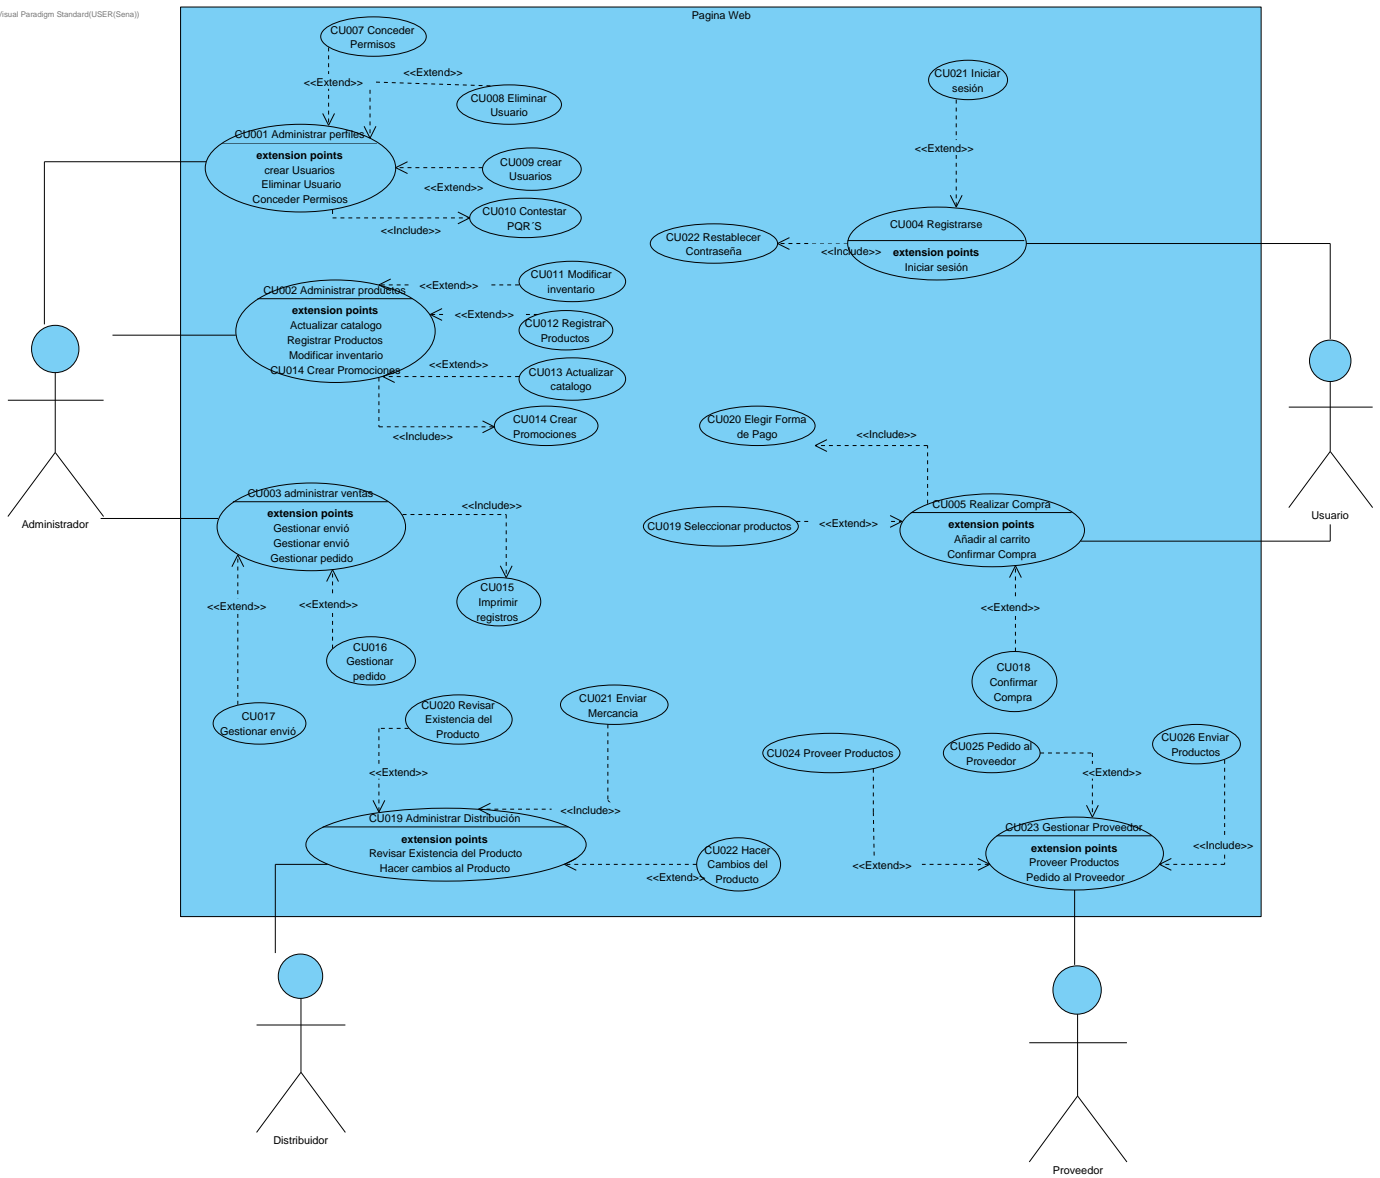 Visual Paradigm Standard(USER(Sena))
Pagina Web
CU007 Conceder
Permisos
<<Extend>>
<<Extend>>
CU008 Eliminar
Usuario
CU001 Administrar perfiles
extension points
crear Usuarios
Eliminar Usuario
Conceder Permisos
CU009 crear
Usuarios
<<Extend>>
CU010 Contestar
PQR´S
<<Include>>
CU021 Iniciar
sesión
<<Extend>>
CU004 Registrarse
extension points
Iniciar sesión
CU022 Restablecer
Contraseña
<<Include>>
CU002 Administrar productos
extension points
Actualizar catalogo
Registrar Productos
Modificar inventario
CU014 Crear Promociones
<<Extend>>
CU011 Modificar
inventario
<<Extend>>
CU012 Registrar
Productos
<<Extend>>
CU013 Actualizar
catalogo
CU014 Crear
Promociones
<<Include>>
CU020 Elegir Forma
de Pago
<<Include>>
Administrador
Usuario
CU003 administrar ventas
extension points
Gestionar envió
Gestionar envió
Gestionar pedido
<<Include>>
CU015
Imprimir
registros
<<Extend>>
<<Extend>>
CU016
Gestionar
pedido
CU017
Gestionar envió
CU019 Seleccionar productos
<<Extend>>
CU005 Realizar Compra
extension points
Añadir al carrito
Confirmar Compra
<<Extend>>
CU018
Confirmar
Compra
CU020 Revisar
Existencia del
Producto
CU021 Enviar
Mercancia
<<Extend>>
<<Include>>
CU019 Administrar Distribución
extension points
Revisar Existencia del Producto
Hacer cambios al Producto
CU022 Hacer
Cambios del
Producto
<<Extend>>
CU024 Proveer Productos
CU025 Pedido al
Proveedor
CU026 Enviar
Productos
<<Extend>>
<<Extend>>
<<Include>>
CU023 Gestionar Proveedor
extension points
Proveer Productos
Pedido al Proveedor
Distribuidor
Proveedor